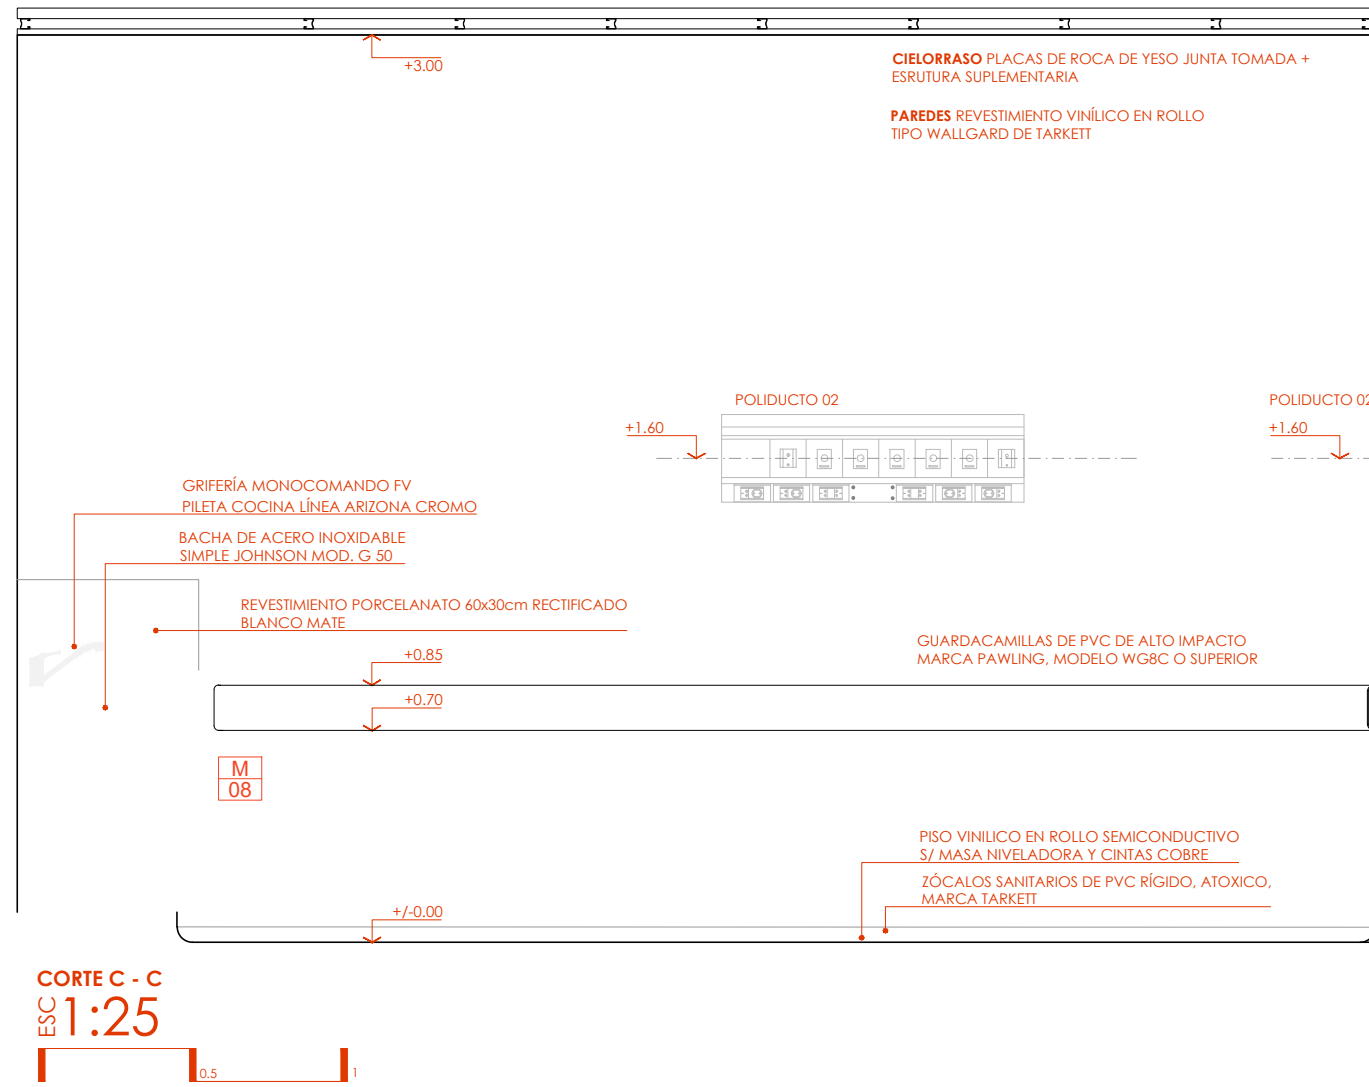 +3.00
CIELORRASO PLACAS DE ROCA DE YESO JUNTA TOMADA +
ESRUTURA SUPLEMENTARIA
PAREDES REVESTIMIENTO VINÍLICO EN ROLLO
TIPO WALLGARD DE TARKETT
POLIDUCTO 02
+1.60
POLIDUCTO 02
+1.60
GRIFERÍA MONOCOMANDO FV
PILETA COCINA LÍNEA ARIZONA CROMO
BACHA DE ACERO INOXIDABLE
SIMPLE JOHNSON MOD. G 50
REVESTIMIENTO PORCELANATO 60x30cm RECTIFICADO
BLANCO MATE
GUARDACAMILLAS DE PVC DE ALTO IMPACTO
MARCA PAWLING, MODELO WG8C O SUPERIOR
+0.85
+0.70
M
08
PISO VINILICO EN ROLLO SEMICONDUCTIVO
S/ MASA NIVELADORA Y CINTAS COBRE
ZÓCALOS SANITARIOS DE PVC RÍGIDO, ATOXICO,
MARCA TARKETT
+/-0.00
CORTE C - C
ESC 1:25
0.5
1